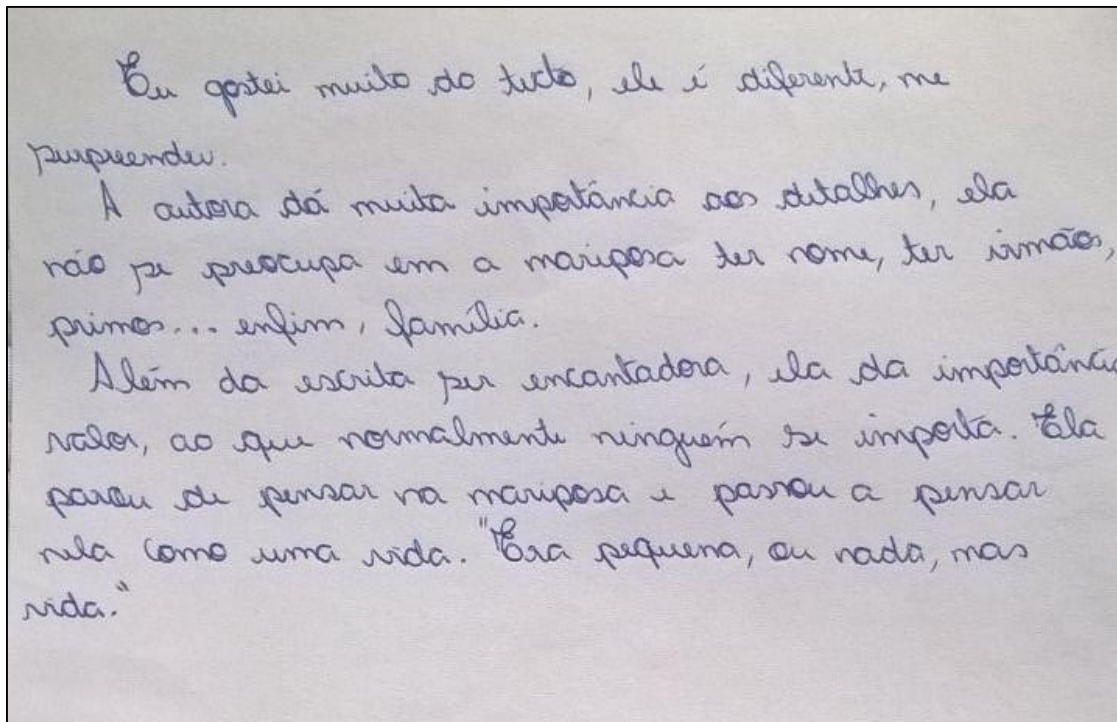 Eu gostei muito do texto, ele é diferente, me
surpreendeu.
A autora dá muita importância aos detalhes, ela
não se preocupa em a mariposa ter nome, ter irmãos,
primos... enfim, família.
Além da escrita ser encantadora, ela da importância
valor, ao que normalmente ninguém se importa. Ela
parou de pensar na mariposa e passou a pensar
nela como uma vida. "Era pequena, ou nada, mas
vida."